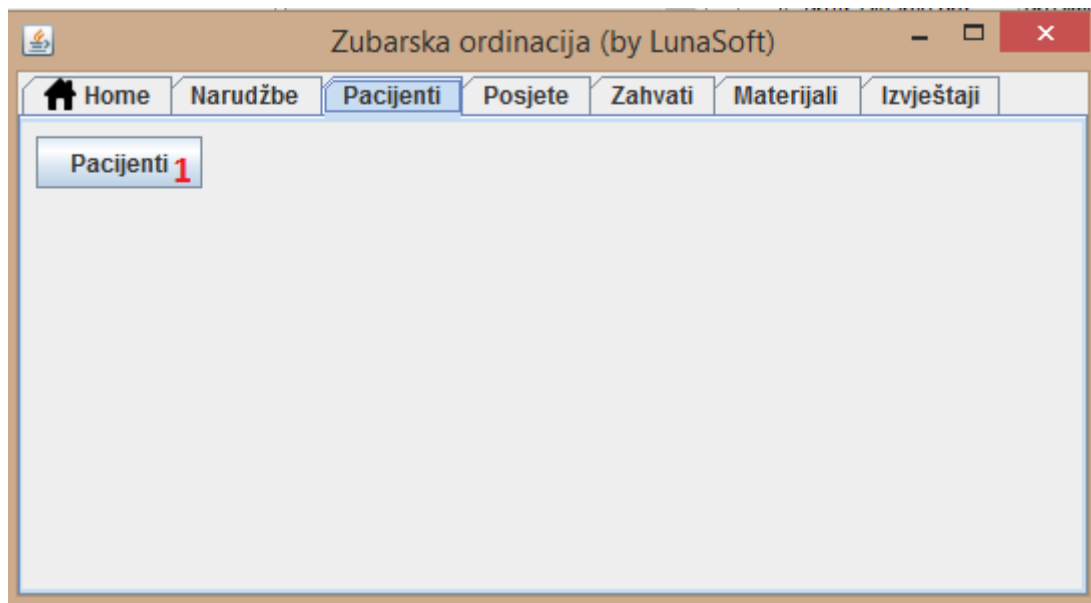 Zubarska ordinacija (by LunaSoft)
Home Narudžbe Pacijenti Posjete Zahvati Materijali Izvještaji
Pacijenti 1